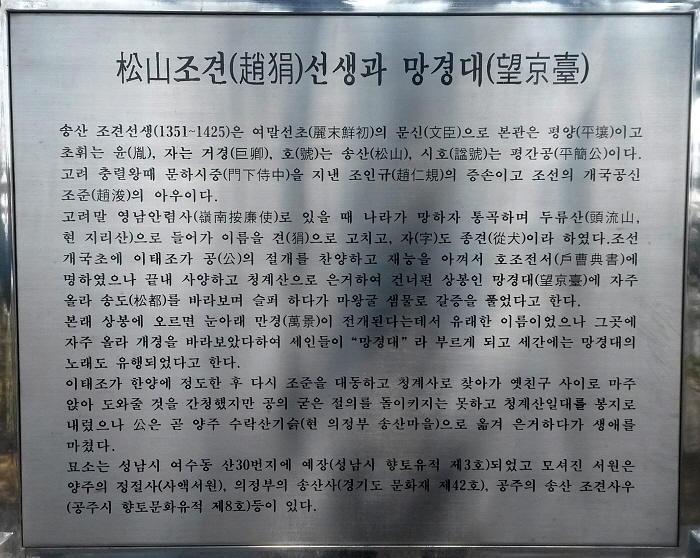 松山조견(趙狷)선생과 망경대(望京臺)
송산 조견선생(1351~1425)은 여말선초(麗末鮮初)의 문신(文臣)으로 본관은 평양(平壤)이고
초휘는 윤(胤), 자는 거경(巨卿), 호(號)는 송산(松山), 시호(諡號)는 평간공(平簡公)이다.
고려 충렬왕때 문하시중(門下侍中)을 지낸 조인규(趙仁規)의 증손이고 조선의 개국공신
조준(趙浚)의 아우이다.
고려말 영남안렴사(嶺南按廉使)로 있을 때 나라가 망하자 통곡하며 두류산(頭流山,
현 지리산)으로 들어가 이름을 견(狷)으로 고치고, 자(字)도 종견(從犬)이라 하였다.조선
개국초에 이태조가 공(公)의 절개를 찬양하고 재능을 아껴서 호조전서(戶曹典書)에
명하였으나 끝내 사양하고 청계산으로 은거하여 건너편 상봉인 망경대(望京臺)에 자주
올라 송도(松都)를 바라보며 슬퍼 하다가 마왕굴 샘물로 갈증을 풀었다고 한다.
본래 상봉에 오르면 눈아래 만경(萬景)이 전개된다는데서 유래한 이름이었으나 그곳에
자주 올라 개경을 바라보았다하여 세인들이 “망경대”라 부르게 되고 세간에는 망경대의
노래도 유행되었다고 한다.
이태조가 한양에 정도한 후 다시 조준을 대동하고 청계사로 찾아가 옛친구 사이로 마주
앉아 도와줄 것을 간청했지만 공의 굳은 절의를 돌이키지는 못하고 청계산일대를 봉지로
내렸으나 公은 곧 양주 수락산기슭(현 의정부 송산마을)으로 옮겨 은거하다가 생애를
마쳤다.
묘소는 성남시 여수동 산30번지에 예장(성남시 향토유적 제3호)되었고 모셔진 서원은
양주의 정절사(사액서원), 의정부의 송산사(경기도 문화재 제42호), 공주의 송산 조견사우
(공주시 향토문화유적 제8호)등이 있다.